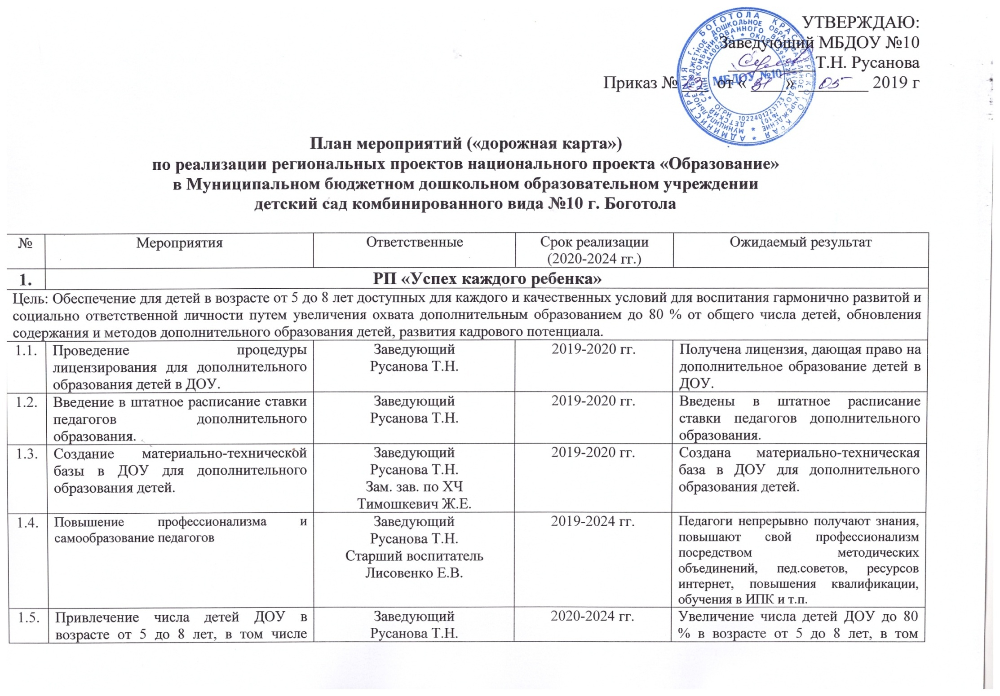 УТВЕРЖДАЮ:
Заведующий МБДОУ №10
Т.Н. Русанова
Приказ № от « 31 » 05 2019 г
МБДОУ №10
АДМИНИСТРАЦИЯ г. БОГОТОЛА КРАСНОЯРСКОГО КРАЯ
ОГРН 1022401223723
План мероприятий («дорожная карта»)
по реализации региональных проектов национального проекта «Образование»
в Муниципальном бюджетном дошкольном образовательном учреждении
детский сад комбинированного вида №10 г. Боготола
№ Мероприятия Ответственные Срок реализации (2020-2024 гг.) Ожидаемый результат
1. РП «Успех каждого ребенка»
Цель: Обеспечение для детей в возрасте от 5 до 8 лет доступных для каждого и качественных условий для воспитания гармонично развитой и
социально ответственной личности путем увеличения охвата дополнительным образованием до 80 % от общего числа детей, обновления
содержания и методов дополнительного образования детей, развития кадрового потенциала.
1.1.
Проведение процедуры
лицензирования для дополнительного
образования детей в ДОУ.
Заведующий
Русанова Т.Н.
2019-2020 гг.
Получена лицензия, дающая право на
дополнительное образование детей в
ДОУ.
1.2.
Введение в штатное расписание ставки
педагогов дополнительного
образования.
Заведующий
Русанова Т.Н.
2019-2020 гг.
Введены в штатное расписание
ставки педагогов дополнительного
образования.
1.3.
Создание материально-технической
базы в ДОУ для дополнительного
образования детей.
Заведующий
Русанова Т.Н.
Зам. зав. по ХЧ
Тимошкевич Ж.Е.
2019-2020 гг.
Создана материально-техническая
база в ДОУ для дополнительного
образования детей.
1.4.
Повышение профессионализма и
самообразование педагогов
Заведующий
Русанова Т.Н.
Старший воспитатель
Лисовенко Е.В.
2019-2024 гг.
Педагоги непрерывно получают знания,
повышают свой профессионализм
посредством методических
объединений, пед.советов, ресурсов
интернет, повышения квалификации,
обучения в ИПК и т.п.
1.5.
Привлечение числа детей ДОУ в
возрасте от 5 до 8 лет, в том числе
Заведующий
Русанова Т.Н.
2020-2024 гг.
Увеличение числа детей ДОУ до 80
% в возрасте от 5 до 8 лет, в том